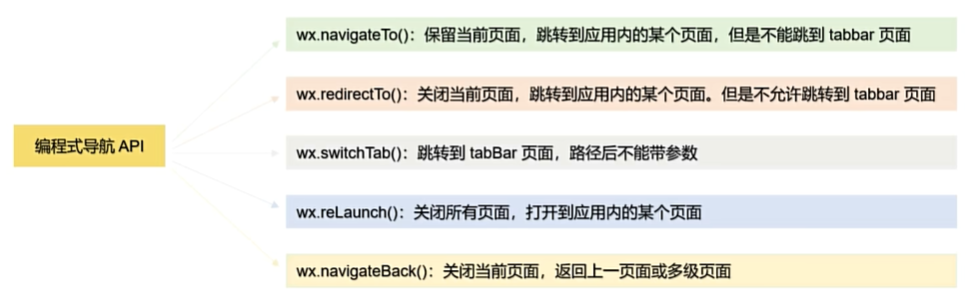 编程式导航 API
wx.navigateTo()：保留当前页面，跳转到应用内的某个页面，但是不能跳到 tabbar 页面
wx.redirectTo()：关闭当前页面，跳转到应用内的某个页面。但是不允许跳转到 tabbar 页面
wx.switchTab()：跳转到 tabBar 页面，路径后不能带参数
wx.reLaunch()：关闭所有页面，打开到应用内的某个页面
wx.navigateBack()：关闭当前页面，返回上一页面或多级页面